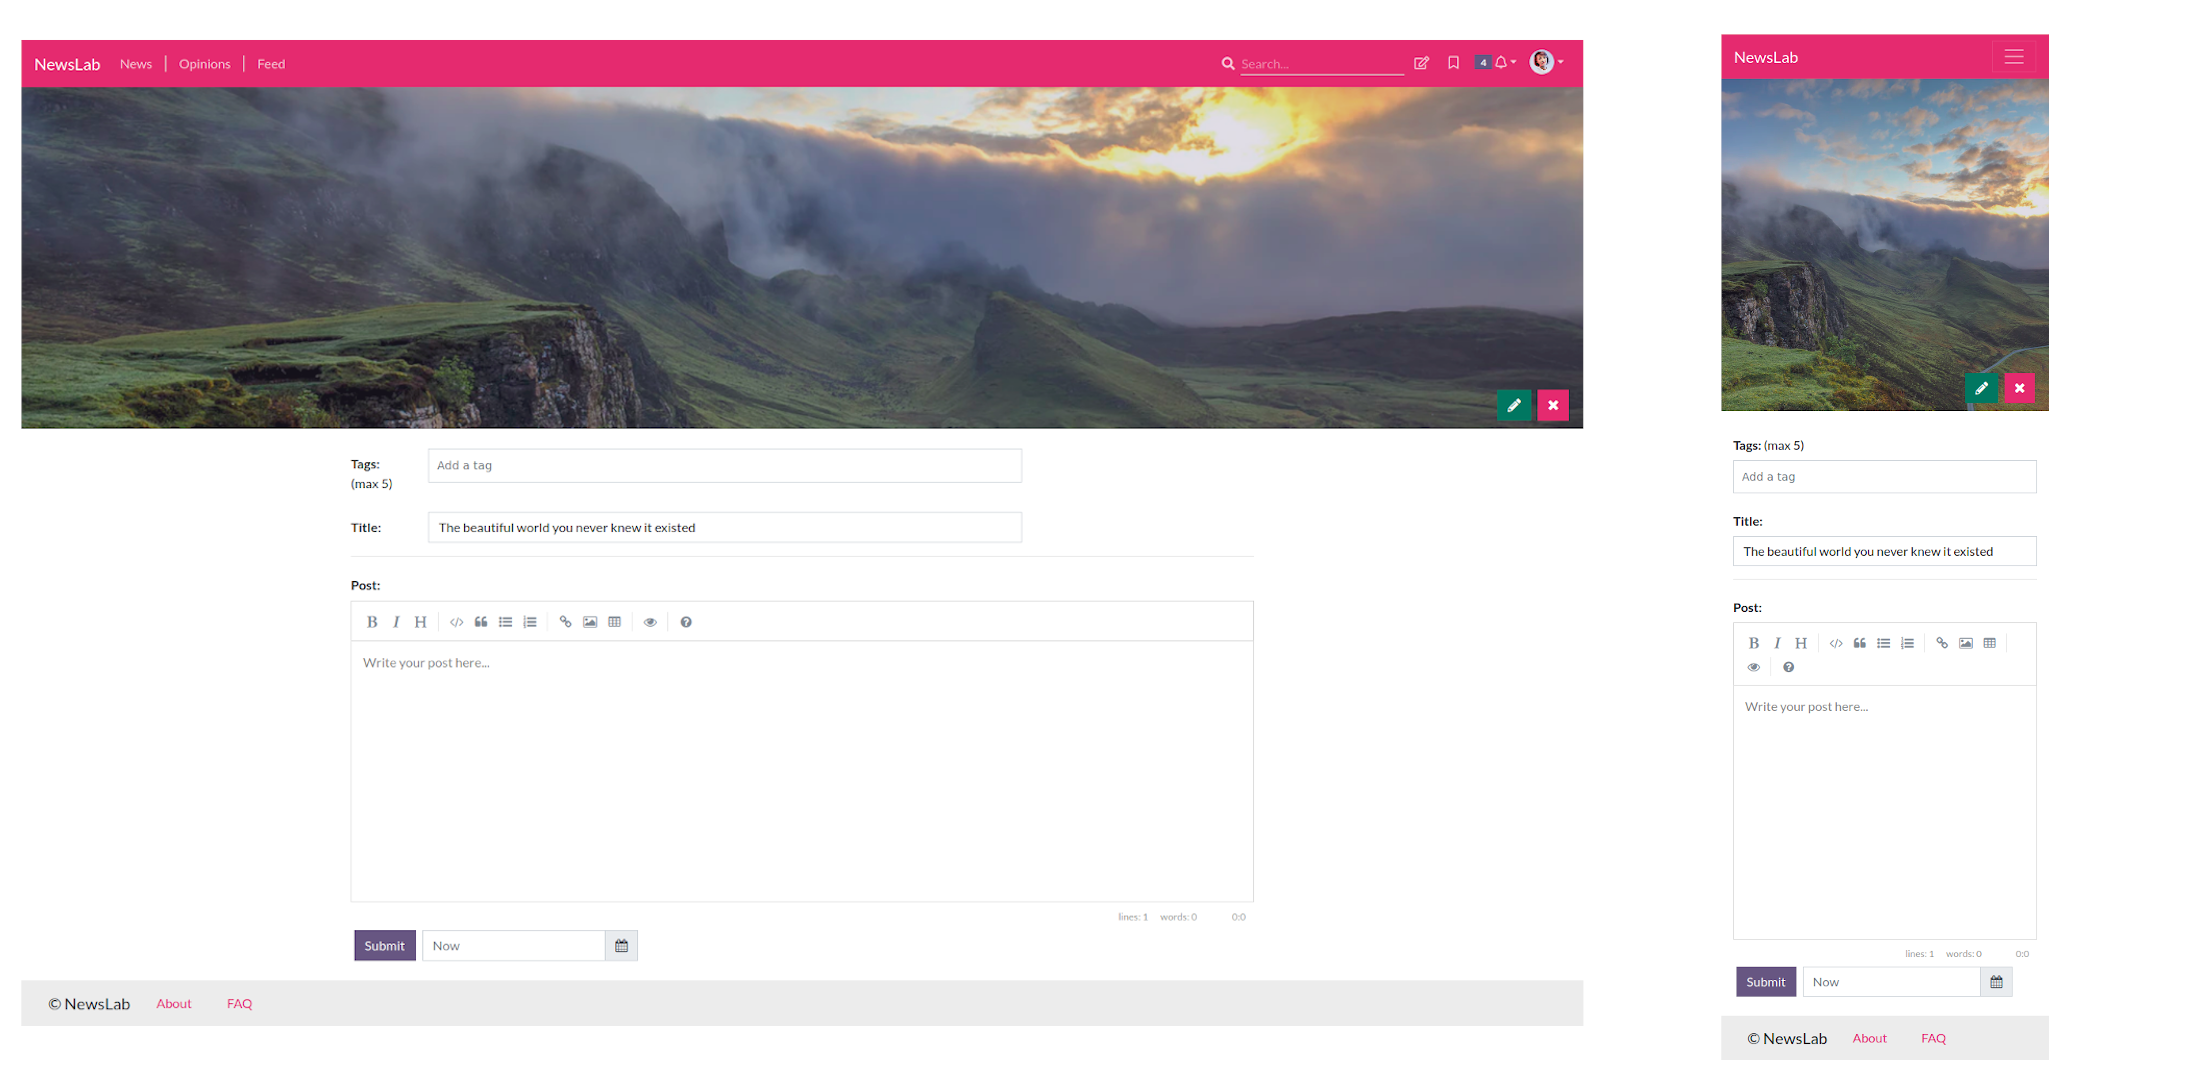 NewsLab News Opinions Feed Search... 4
Tags: Add a tag
(max 5)
Title: The beautiful world you never knew it existed
Post:
B I H
Write your post here...
lines: 1 words: 0 0:0
Submit Now
© NewsLab About FAQ
NewsLab
Tags: (max 5)
Add a tag
Title:
The beautiful world you never knew it existed
Post:
B I H
Write your post here...
lines: 1 words: 0 0:0
Submit Now
© NewsLab About FAQ